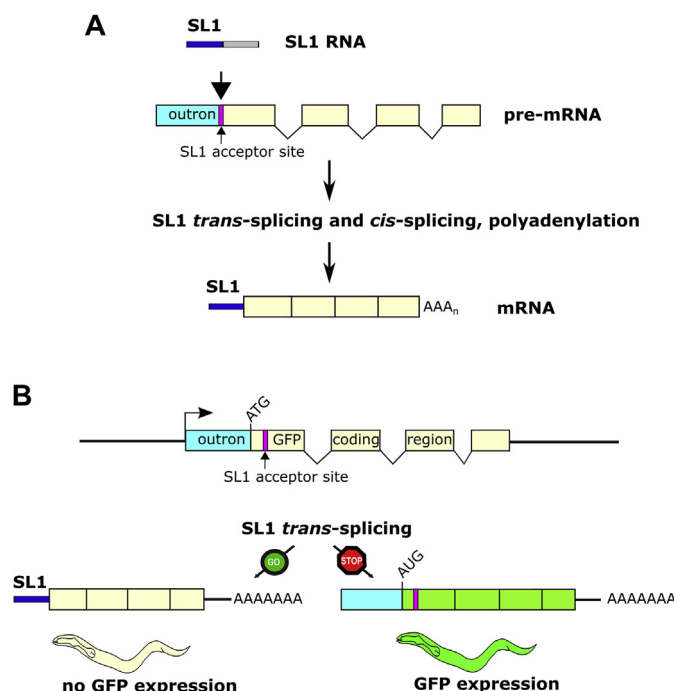 A
SL1
SL1 RNA
outron
pre-mRNA
SL1 acceptor site
SL1 trans-splicing and cis-splicing, polyadenylation
SL1
AAAn
mRNA
B
ATG
outron
GFP
coding
region
SL1 acceptor site
SL1 trans-splicing
GO
STOP
AUG
SL1
AAAAAAA
AAAAAAA
no GFP expression
GFP expression